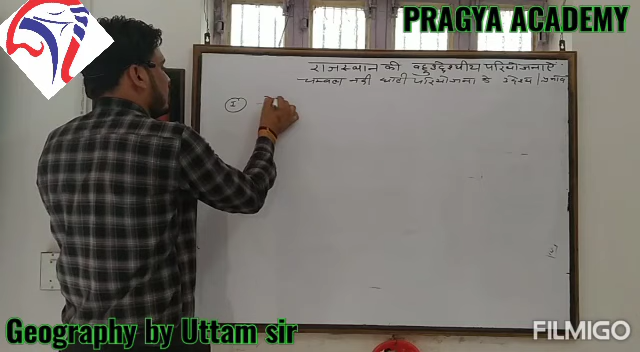 PRAGYA ACADEMY
राजस्थान की बहुउद्देश्यीय परियोजनाएँ :
चम्बल नदी घाटी परियोजना के उद्देश्य /
I
Geography by Uttam sir
FILMIGO